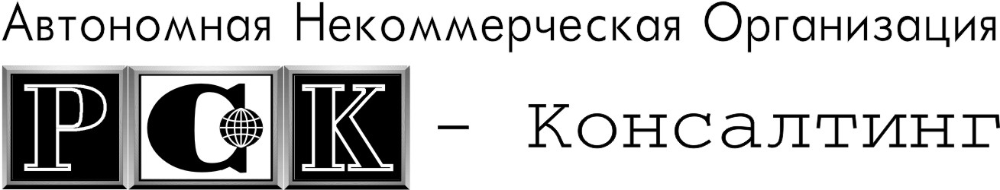 Автономная Некоммерческая Организация
РСК – Консалтинг